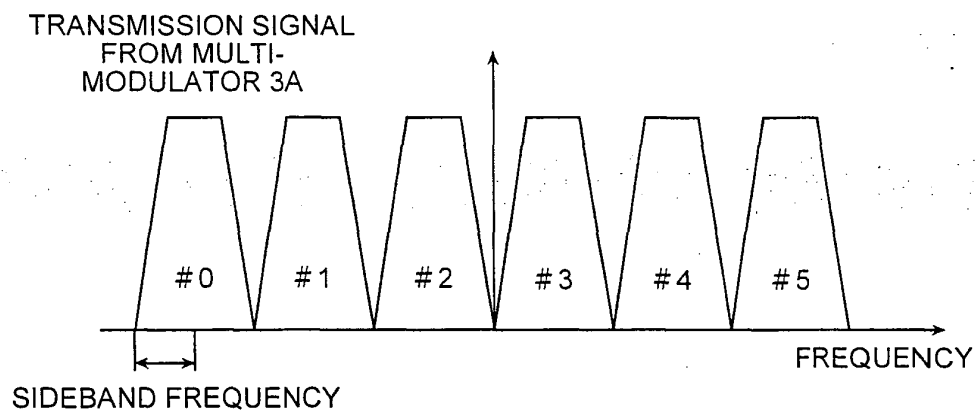 TRANSMISSION SIGNAL
FROM MULTI-
MODULATOR 3A
#0
#1
#2
#3
#4
#5
FREQUENCY
SIDEBAND FREQUENCY